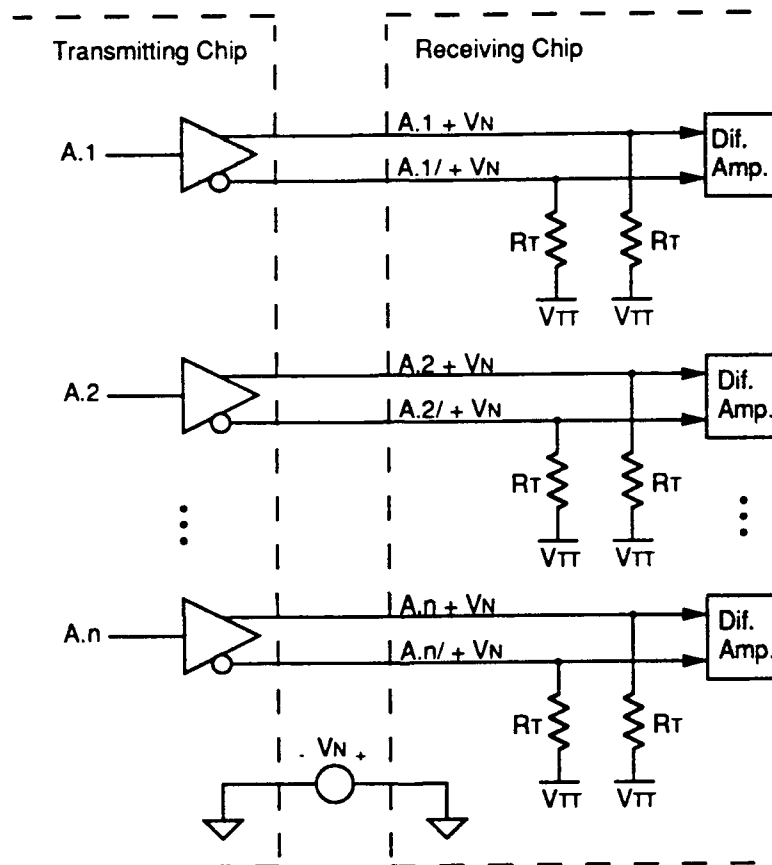 Transmitting Chip
Receiving Chip
A.1
A.1 + VN
A.1/ + VN
Dif.
Amp.
RT
RT
VTT
VTT
A.2
A.2 + VN
A.2/ + VN
Dif.
Amp.
RT
RT
VTT
VTT
A.n
A.n + VN
A.n/ + VN
Dif.
Amp.
RT
RT
VTT
VTT
- VN +